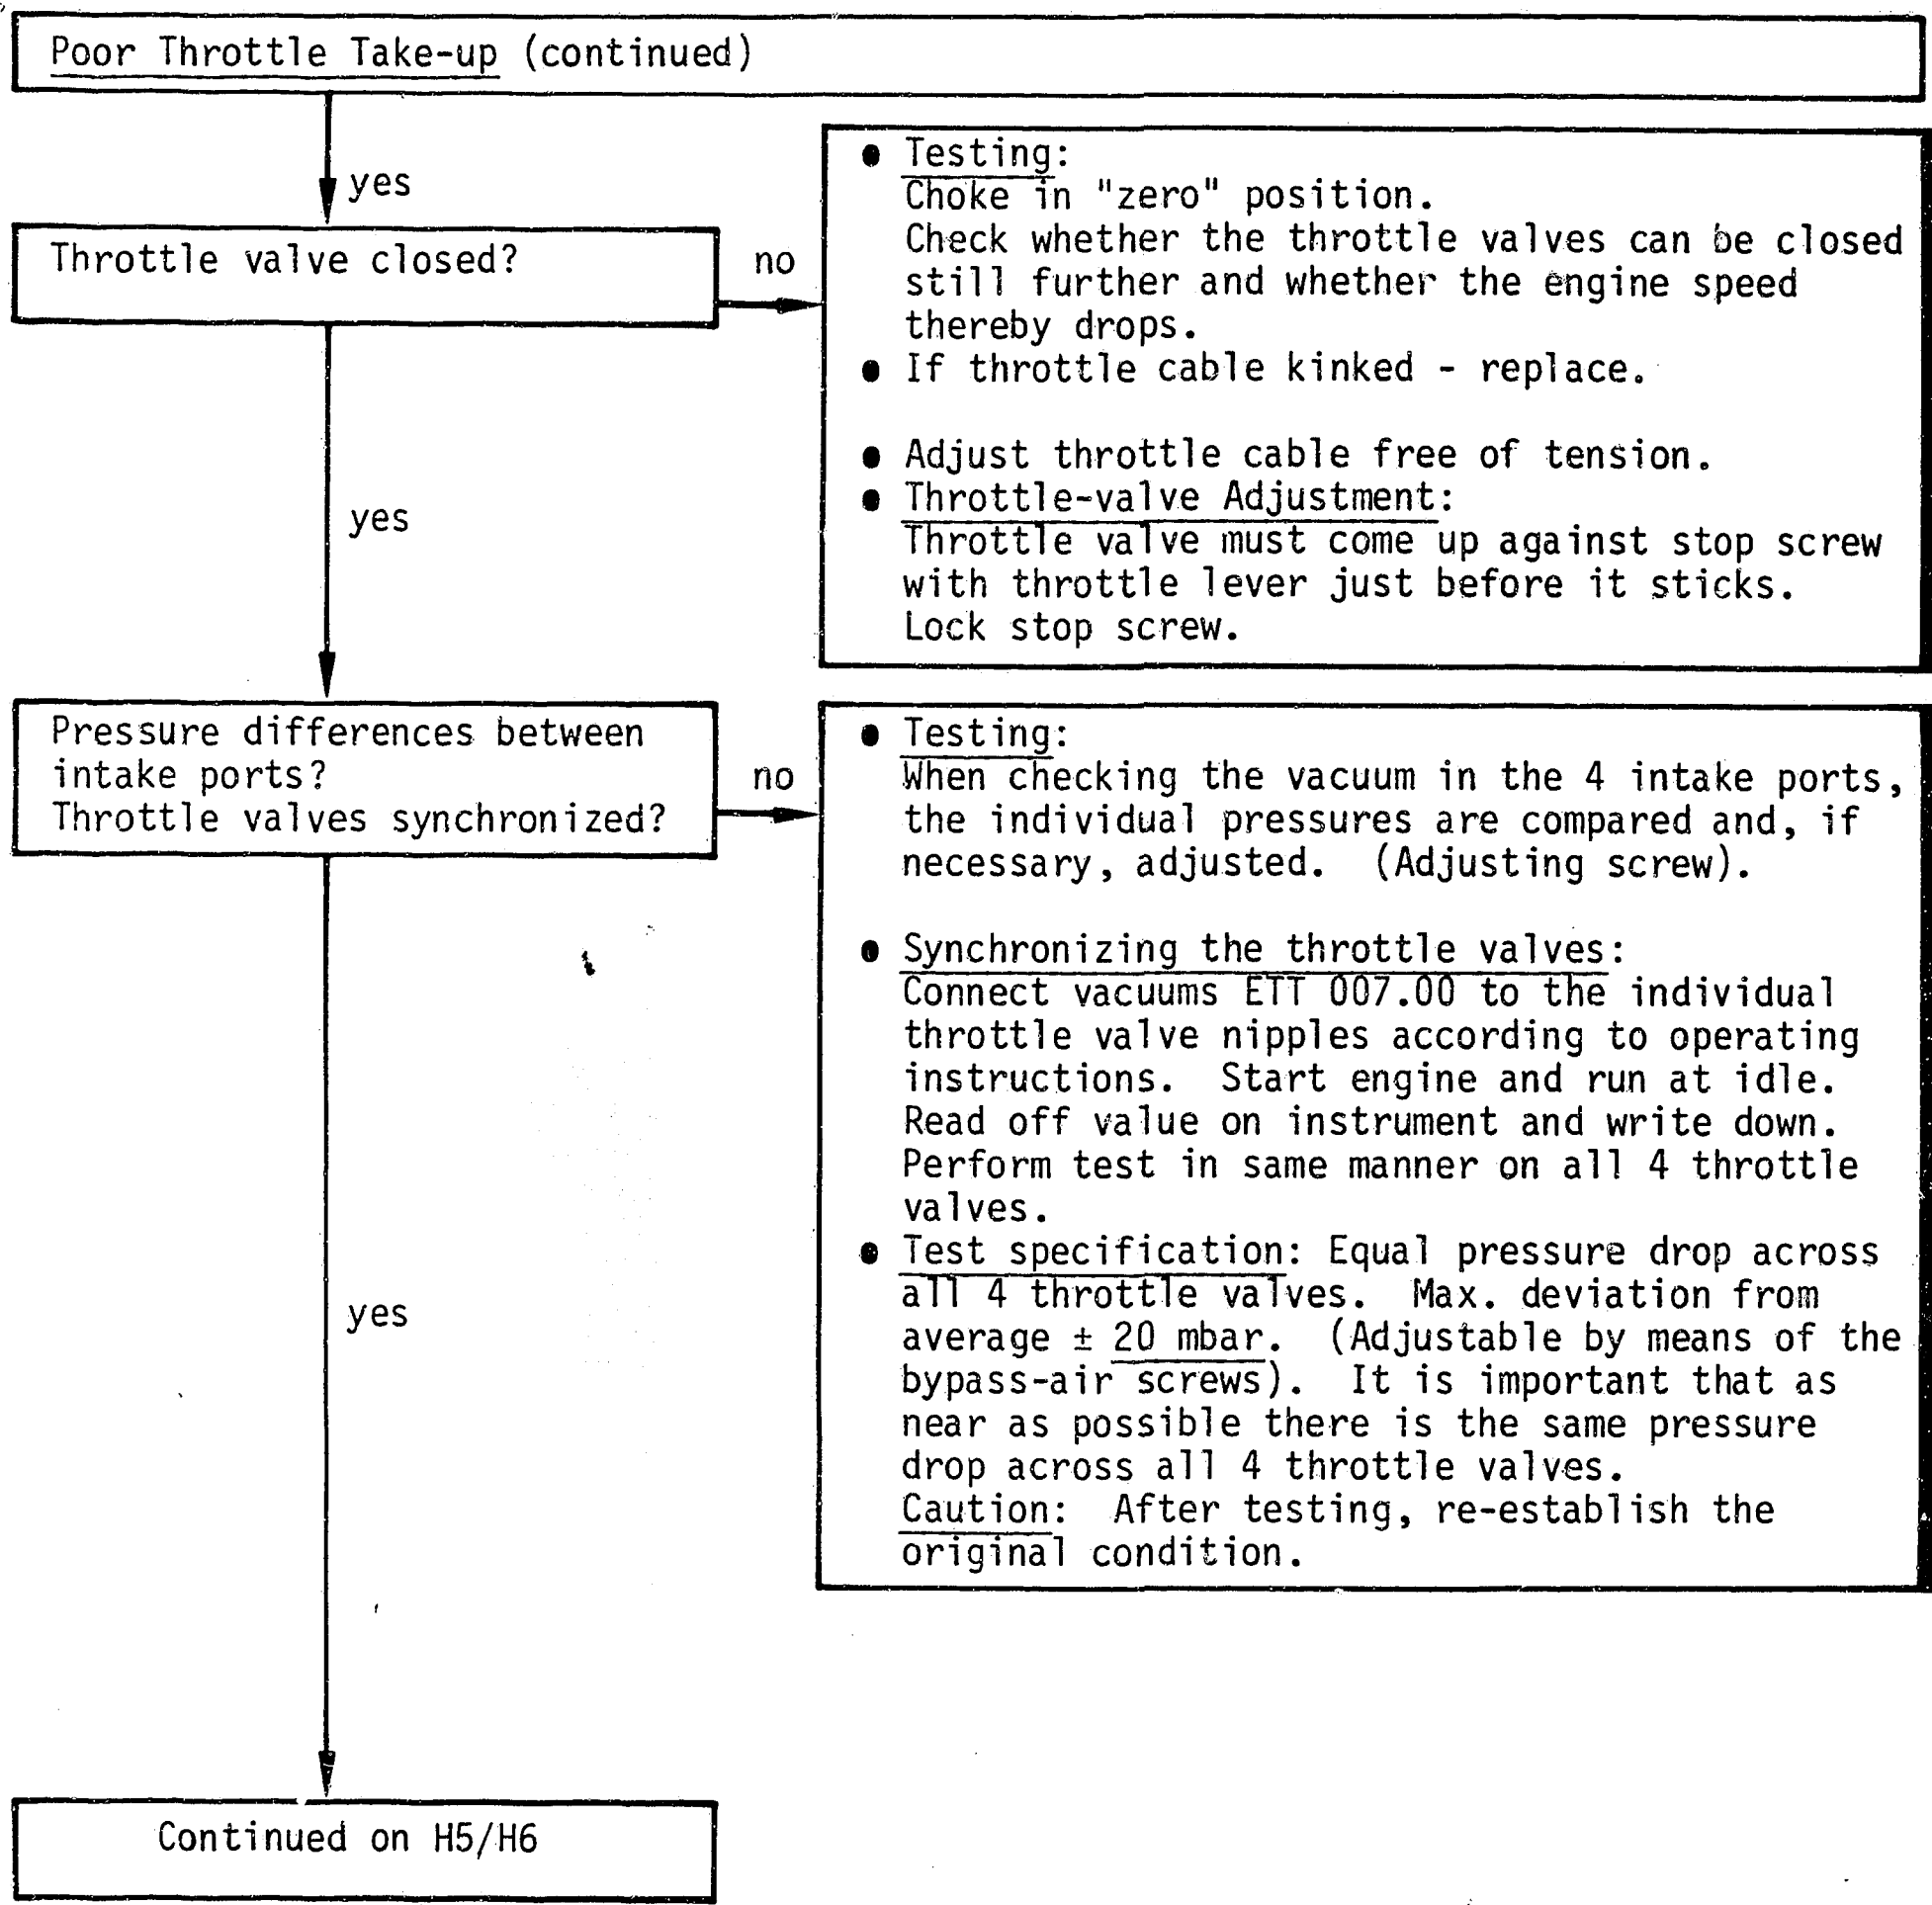 Poor Throttle Take-up (continued)
yes
Throttle valve closed?
no
● Testing:
Choke in "zero" position.
Check whether the throttle valves can be closed
still further and whether the engine speed
thereby drops.
● If throttle cable kinked - replace.
● Adjust throttle cable free of tension.
● Throttle-valve Adjustment:
Throttle valve must come up against stop screw
with throttle lever just before it sticks.
Lock stop screw.
yes
Pressure differences between
intake ports?
Throttle valves synchronized?
no
● Testing:
When checking the vacuum in the 4 intake ports,
the individual pressures are compared and, if
necessary, adjusted. (Adjusting screw).
● Synchronizing the throttle valves:
Connect vacuums ETT 007.00 to the individual
throttle valve nipples according to operating
instructions. Start engine and run at idle.
Read off value on instrument and write down.
Perform test in same manner on all 4 throttle
valves.
● Test specification: Equal pressure drop across
all 4 throttle valves. Max. deviation from
average ± 20 mbar. (Adjustable by means of the
bypass-air screws). It is important that as
near as possible there is the same pressure
drop across all 4 throttle valves.
Caution: After testing, re-establish the
original condition.
yes
Continued on H5/H6